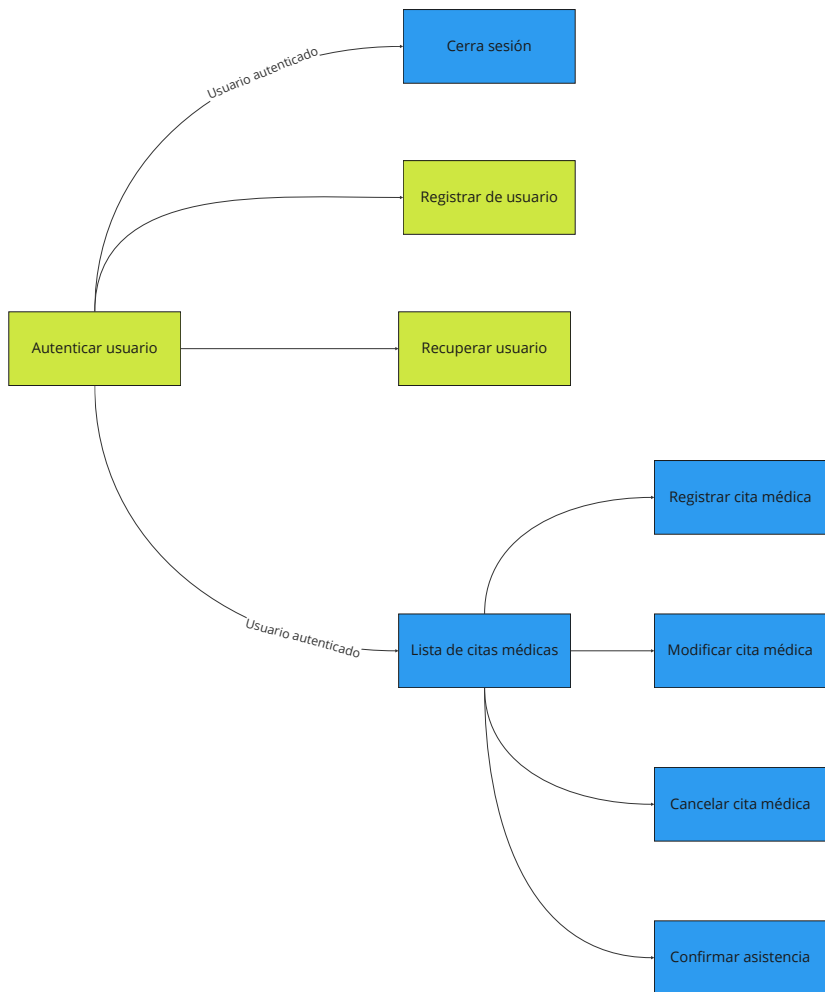 Cerra sesión
Usuario autenticado
Registrar de usuario
Autenticar usuario
Recuperar usuario
Registrar cita médica
Usuario autenticado
Lista de citas médicas
Modificar cita médica
Cancelar cita médica
Confirmar asistencia